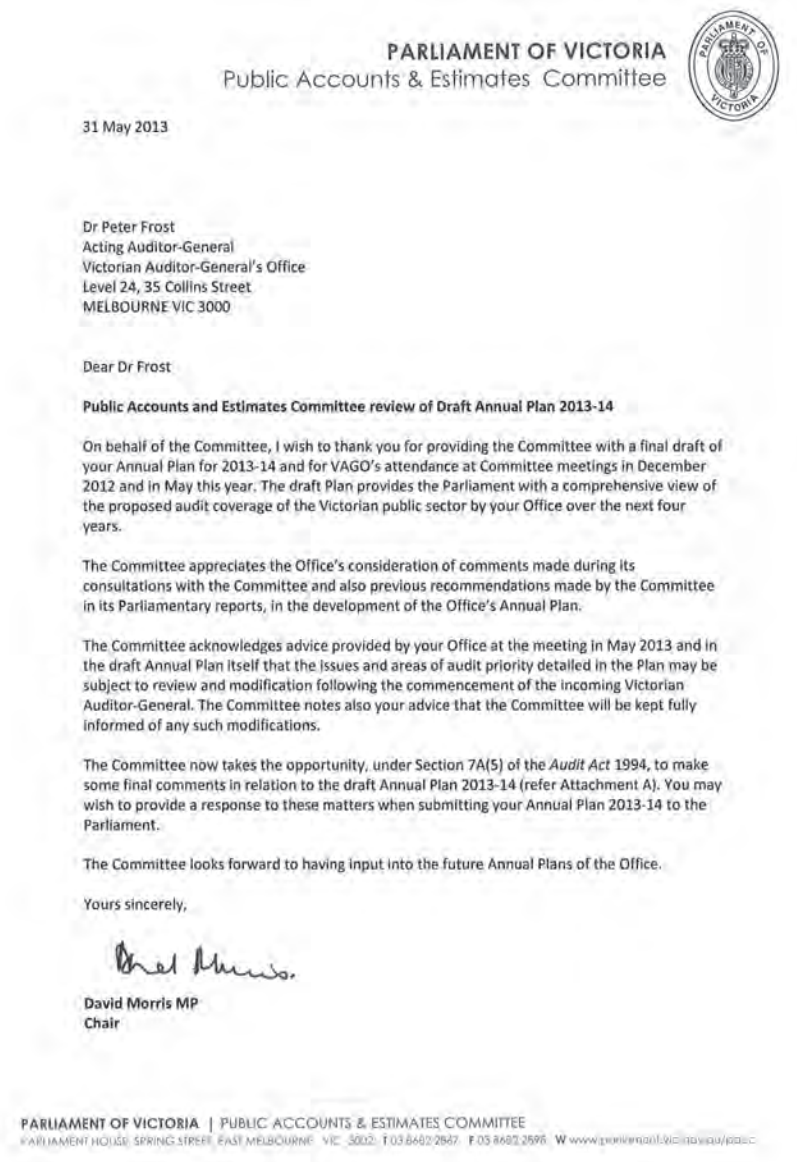 PARLIAMENT OF VICTORIA
Public Accounts & Estimates Committee
PARLIAMENT OF
VICTORIA
31 May 2013
Dr Peter Frost
Acting Auditor-General
Victorian Auditor-General's Office
Level 24, 35 Collins Street
MELBOURNE VIC 3000
Dear Dr Frost
Public Accounts and Estimates Committee review of Draft Annual Plan 2013-14
On behalf of the Committee, I wish to thank you for providing the Committee with a final draft of
your Annual Plan for 2013-14 and for VAGO's attendance at Committee meetings in December
2012 and in May this year. The draft Plan provides the Parliament with a comprehensive view of
the proposed audit coverage of the Victorian public sector by your Office over the next four
years.
The Committee appreciates the Office's consideration of comments made during its
consultations with the Committee and also previous recommendations made by the Committee
in its Parliamentary reports, in the development of the Office's Annual Plan.
The Committee acknowledges advice provided by your Office at the meeting in May 2013 and in
the draft Annual Plan itself that the issues and areas of audit priority detailed in the Plan may be
subject to review and modification following the commencement of the incoming Victorian
Auditor-General. The Committee notes also your advice that the Committee will be kept fully
informed of any such modifications.
The Committee now takes the opportunity, under Section 7A(5) of the Audit Act 1994, to make
some final comments in relation to the draft Annual Plan 2013-14 (refer Attachment A). You may
wish to provide a response to these matters when submitting your Annual Plan 2013-14 to the
Parliament.
The Committee looks forward to having input into the future Annual Plans of the Office.
Yours sincerely,
David Morris MP
Chair
PARLIAMENT OF VICTORIA | PUBLIC ACCOUNTS & ESTIMATES COMMITTEE
PARLIAMENT HOUSE SPRING STREET EAST MELBOURNE VIC 3002 T 03 8682 F 03 8682 W